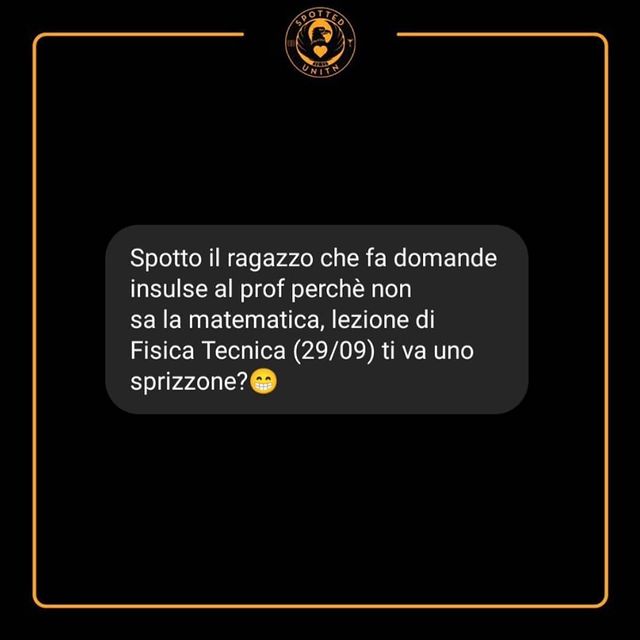 SPOTTED
UNITN
Spotto il ragazzo che fa domande
insulse al prof perchè non
sa la matematica, lezione di
Fisica Tecnica (29/09) ti va uno
sprizzone?😁